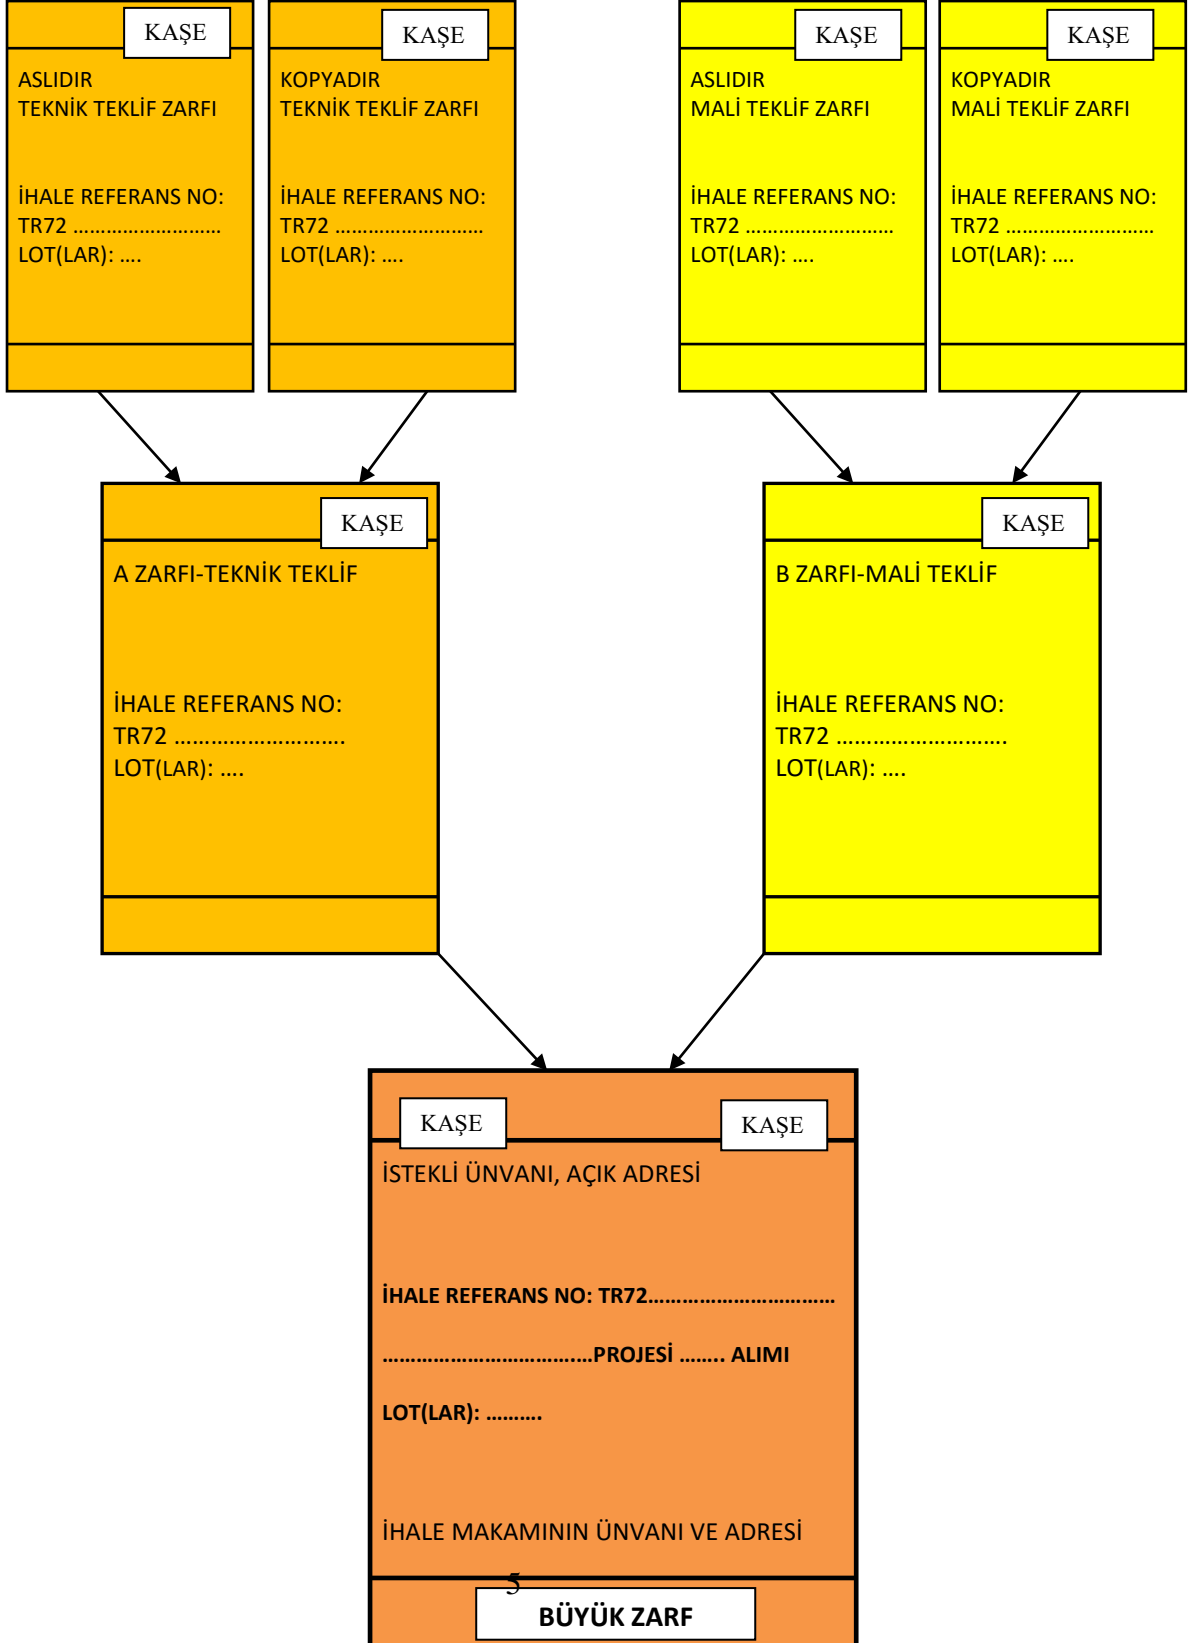 KAŞE
ASLIDIR
TEKNİK TEKLİF ZARFI
İHALE REFERANS NO:
TR72 ………………………
LOT(LAR): ….
KAŞE
KOPYADIR
TEKNİK TEKLİF ZARFI
İHALE REFERANS NO:
TR72 ………………………
LOT(LAR): ….
KAŞE
ASLIDIR
MALİ TEKLİF ZARFI
İHALE REFERANS NO:
TR72 ………………………
LOT(LAR): ….
KAŞE
KOPYADIR
MALİ TEKLİF ZARFI
İHALE REFERANS NO:
TR72 ………………………
LOT(LAR): ….
KAŞE
A ZARFI-TEKNİK TEKLİF
İHALE REFERANS NO:
TR72 ……………………….
LOT(LAR): ….
KAŞE
B ZARFI-MALİ TEKLİF
İHALE REFERANS NO:
TR72 ……………………….
LOT(LAR): ….
KAŞE
KAŞE
İSTEKLİ ÜNVANI, AÇIK ADRESİ
İHALE REFERANS NO: TR72……………………………
……………………………..…PROJESİ …….. ALIMI
LOT(LAR): ……….
İHALE MAKAMININ ÜNVANI VE ADRESİ
5
BÜYÜK ZARF